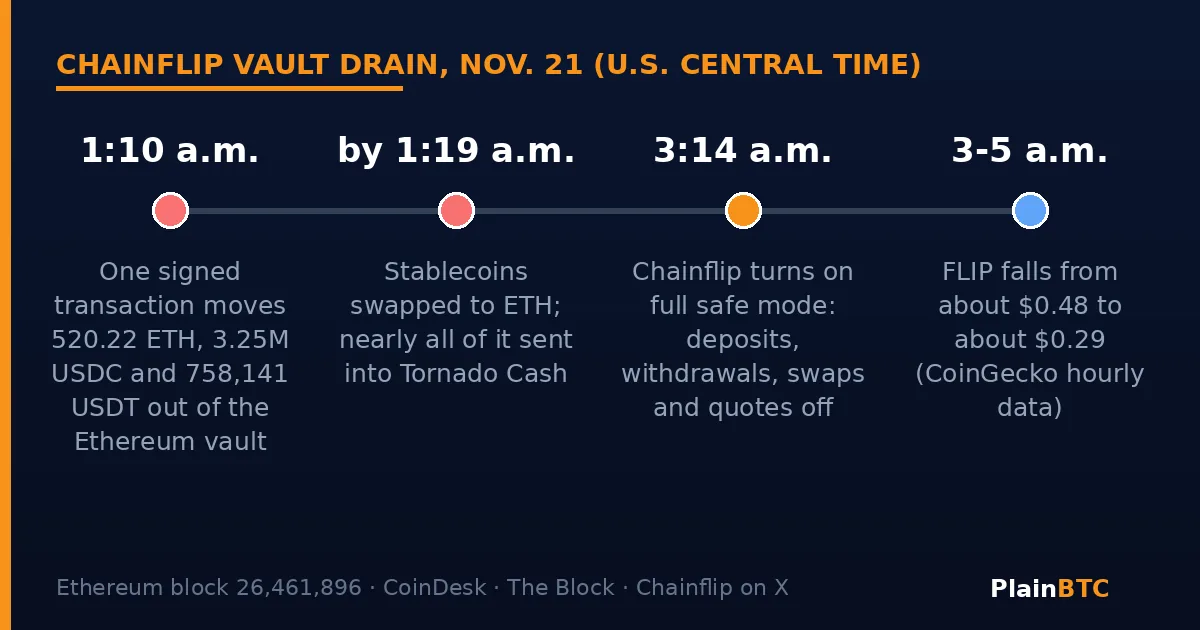 CHAINFLIP VAULT DRAIN, NOV. 21 (U.S. CENTRAL TIME)
1:10 a.m.
One signed
transaction moves
520.22 ETH, 3.25M
USDC and 758,141
USDT out of the
Ethereum vault
by 1:19 a.m.
Stablecoins
swapped to ETH;
nearly all of it sent
into Tornado Cash
3:14 a.m.
Chainflip turns on
full safe mode:
deposits,
withdrawals, swaps
and quotes off
3-5 a.m.
FLIP falls from
about $0.48 to
about $0.29
(CoinGecko hourly
data)
Ethereum block 26,461,896 · CoinDesk · The Block · Chainflip on X
PlainBTC